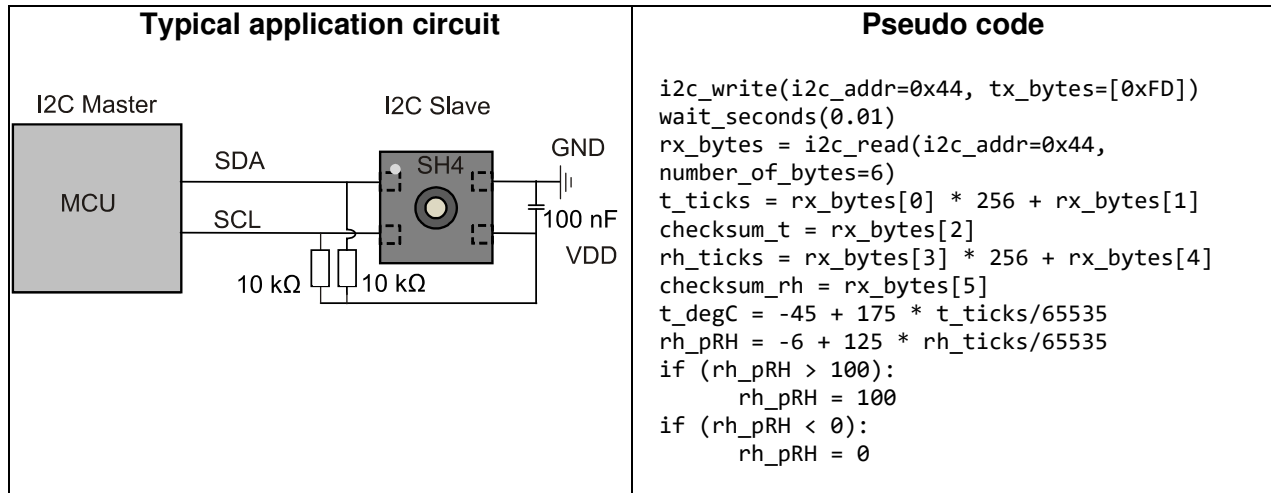 Typical application circuit
I2C Master
I2C Slave
MCU
SDA
SCL
SH4
GND
100 nF
VDD
10 kΩ
10 kΩ
Pseudo code
i2c_write(i2c_addr=0x44, tx_bytes=[0xFD])
wait_seconds(0.01)
rx_bytes = i2c_read(i2c_addr=0x44,
number_of_bytes=6)
t_ticks = rx_bytes[0] * 256 + rx_bytes[1]
checksum_t = rx_bytes[2]
rh_ticks = rx_bytes[3] * 256 + rx_bytes[4]
checksum_rh = rx_bytes[5]
t_degC = -45 + 175 * t_ticks/65535
rh_pRH = -6 + 125 * rh_ticks/65535
if (rh_pRH > 100):
rh_pRH = 100
if (rh_pRH < 0):
rh_pRH = 0